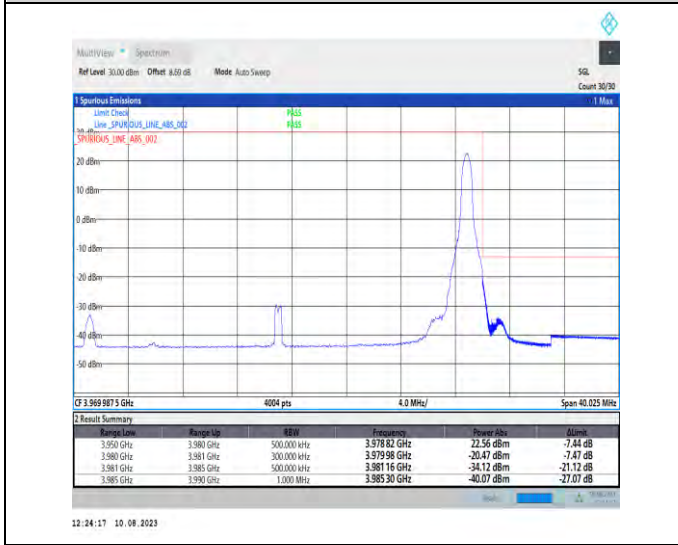 MultiView Spectrum
Ref Level 30.00 dBm Offset 8.69 dB Mode Auto Sweep SGL
Count 30/30
1 Spurious Emissions 1 Max
Limit Check PASS
Line _SPURIOUS_LINE_ABS_002 PASS
_SPURIOUS_LINE_ABS_002
20 dBm
10 dBm
0 dBm
-10 dBm
-20 dBm
-30 dBm
-40 dBm
-50 dBm
CF 3.969 987 5 GHz 4004 pts 4.0 MHz/ Span 40.025 MHz
2 Result Summary
Range Low Range Up RBW Frequency Power Abs ΔLimit
3.950 GHz 3.980 GHz 500.000 kHz 3.978 82 GHz 22.56 dBm -7.44 dB
3.980 GHz 3.981 GHz 300.000 kHz 3.979 98 GHz -20.47 dBm -7.47 dB
3.981 GHz 3.985 GHz 500.000 kHz 3.981 16 GHz -34.12 dBm -21.12 dB
3.985 GHz 3.990 GHz 1.000 MHz 3.985 30 GHz -40.07 dBm -27.07 dB
12:24:17 10.08.2023